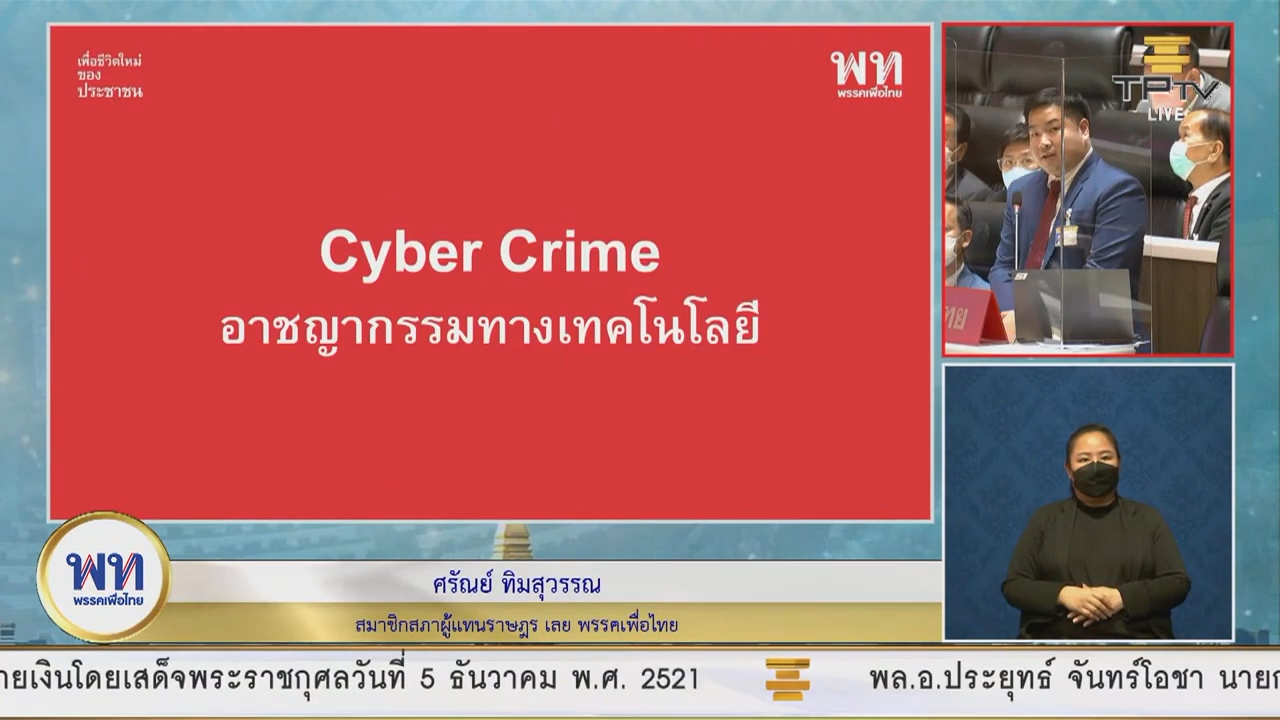 เพื่อชีวิตใหม่
ของ
ประชาชน
พท
พรรคเพื่อไทย
Cyber Crime
อาชญากรรมทางเทคโนโลยี
TPTV
LIVE
พท
พรรคเพื่อไทย
ศรัณย์ ทิมสุวรรณ
สมาชิกสภาผู้แทนราษฎร เลย พรรคเพื่อไทย
ายเงินโดยเสด็จพระราชกุศลวันที่ 5 ธันวาคม พ.ศ. 2521 พล.อ.ประยุทธ์ จันทร์โอชา นายก